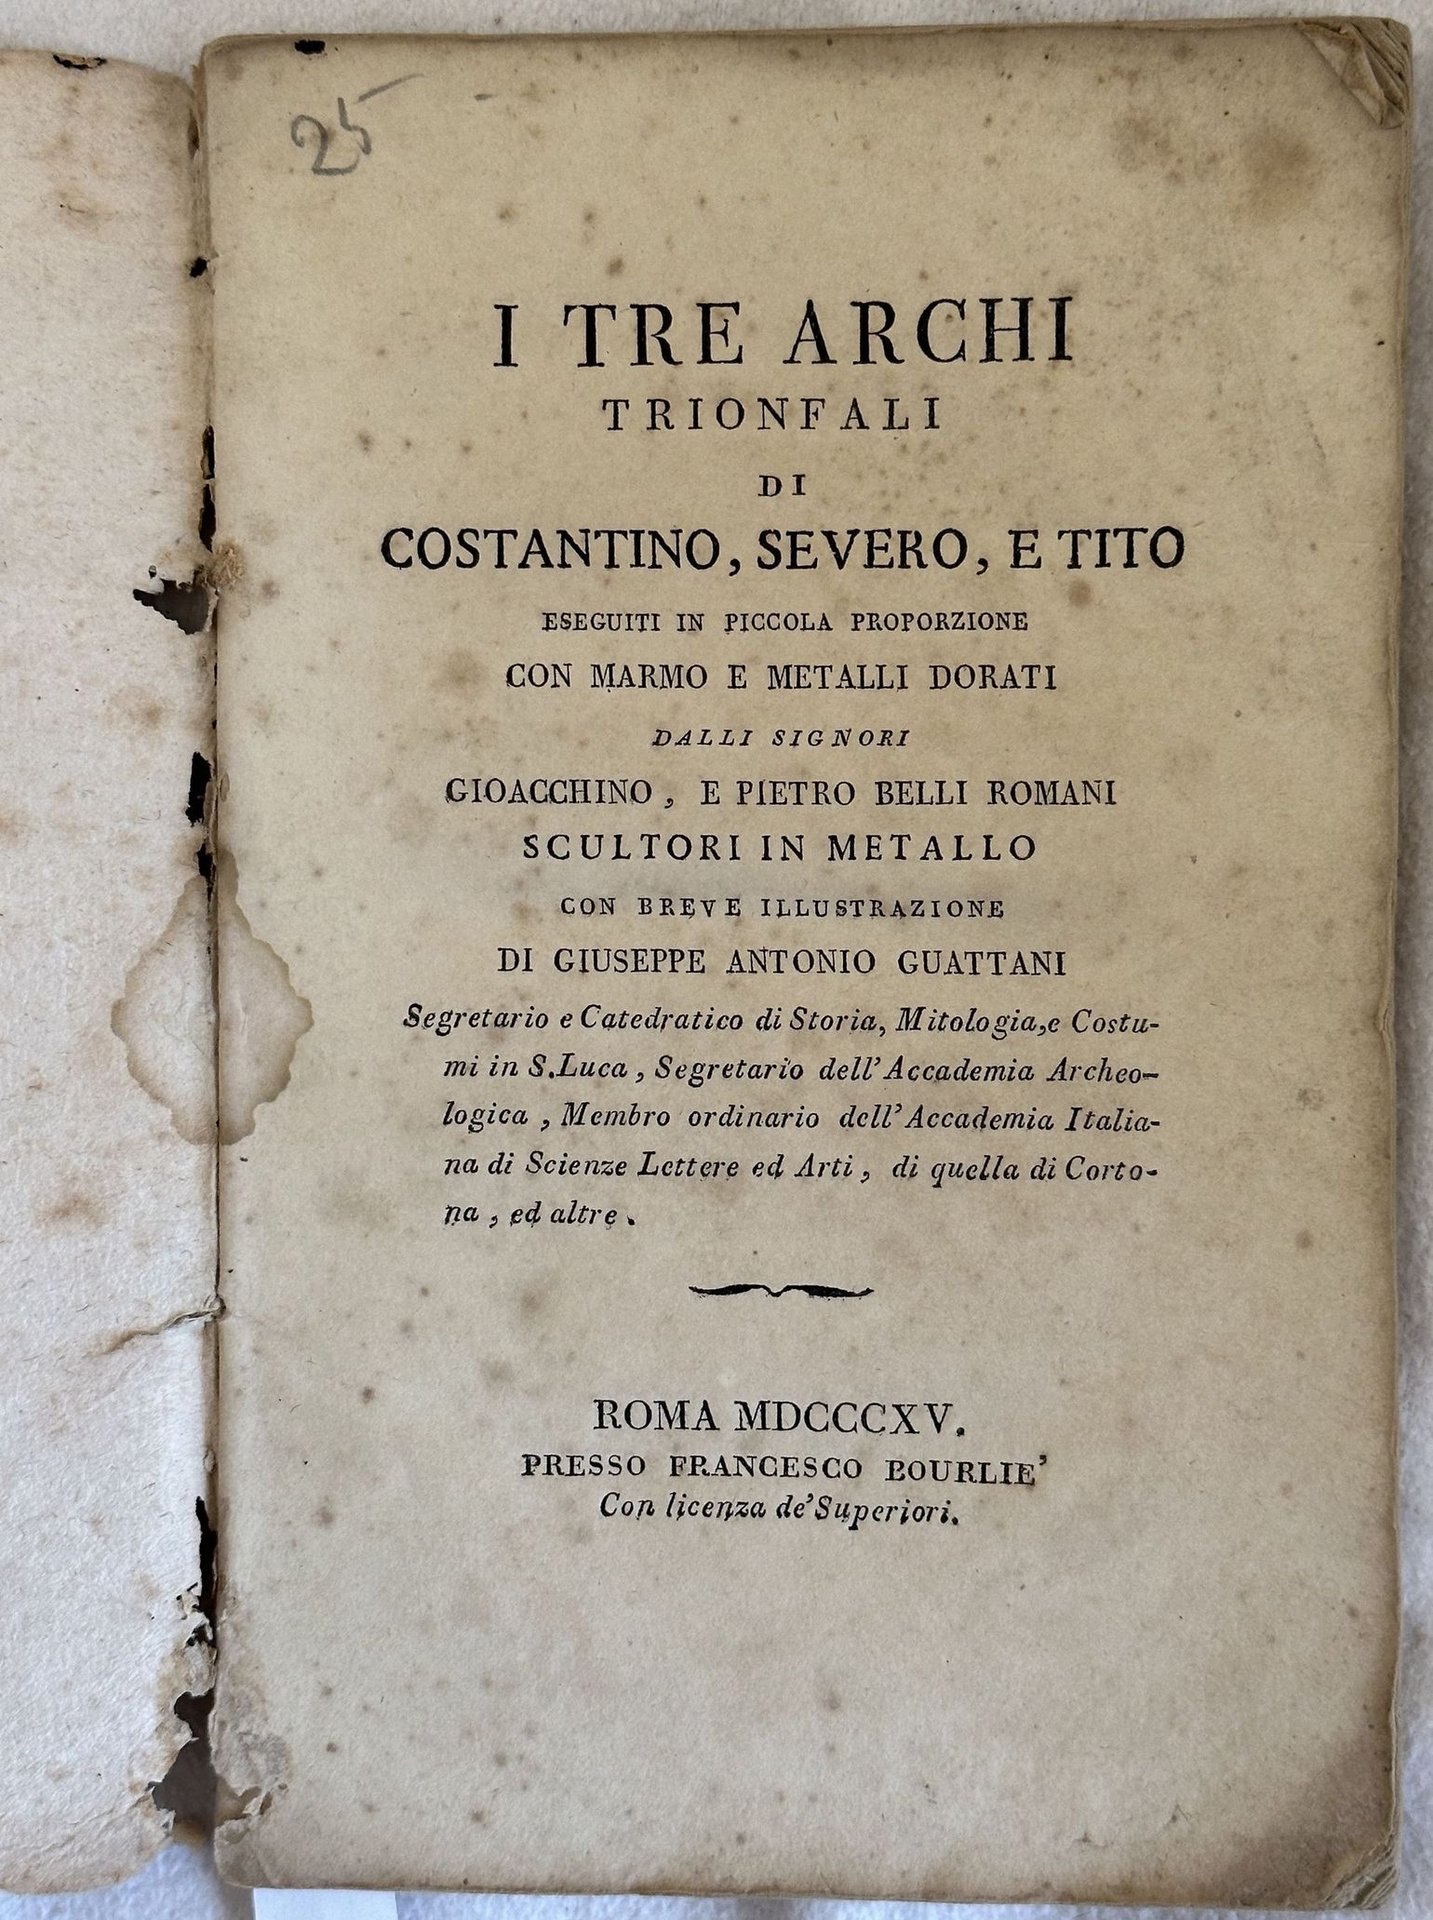 25
I TRE ARCHI
TRIONFALI
DI
COSTANTINO, SEVERO, E TITO
ESEGUITI IN PICCOLA PROPORZIONE
CON MARMO E METALLI DORATI
DALLI SIGNORI
GIOACCHINO, E PIETRO BELLI ROMANI
SCULTORI IN METALLO
CON BREVE ILLUSTRAZIONE
DI GIUSEPPE ANTONIO GUATTANI
Segretario e Catedratico di Storia, Mitologia, e Costu-
mi in S. Luca, Segretario dell' Accademia Archeo-
logica, Membro ordinario dell' Accademia Italia-
na di Scienze Lettere ed Arti, di quella di Corto-
na, ed altre.
ROMA MDCCCXV.
PRESSO FRANCESCO BOURLIE'
Con licenza de' Superiori.